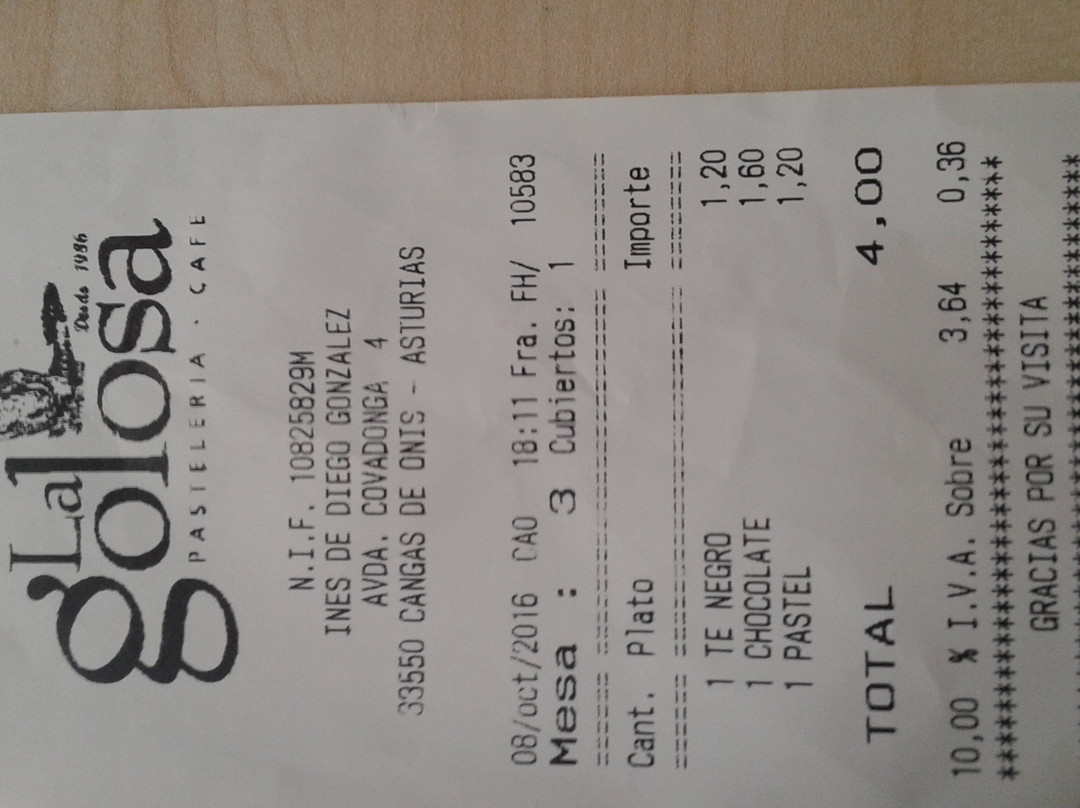 La
golosa
Desde 1986
PASTELERIA · CAFE
N.I.F. 10825829M
INES DE DIEGO GONZALEZ
AVDA. COVADONGA 4
33550 CANGAS DE ONIS - ASTURIAS
08/oct/2016 CAO 18:11 Fra. FH/ 10583
Mesa : 3 Cubiertos: 1
Cant. Plato Importe
1 TE NEGRO 1,20
1 CHOCOLATE 1,60
1 PASTEL 1,20
TOTAL 4,00
10,00 % I.V.A. Sobre 3,64 0,36
GRACIAS POR SU VISITA